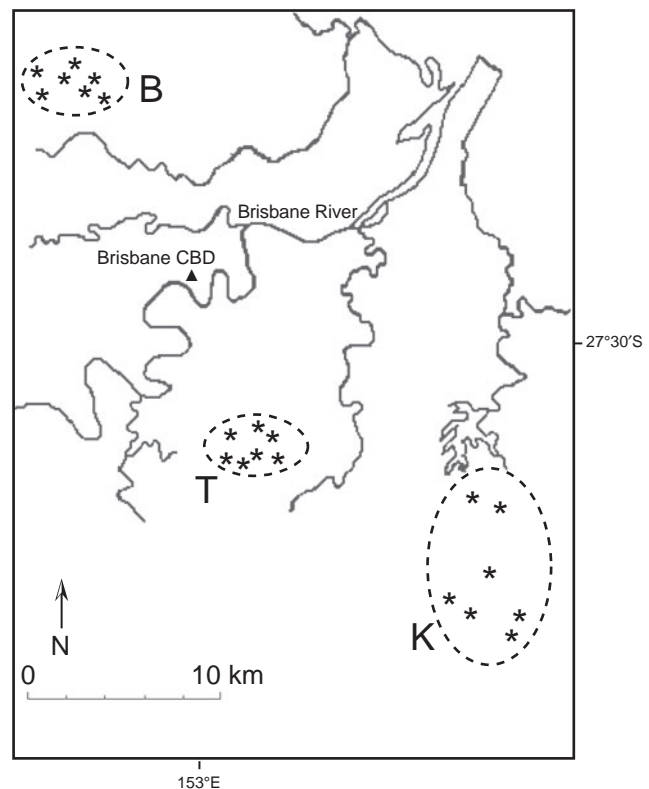 B
Brisbane River
Brisbane CBD
27°30′S
T
K
N
0 10 km
153°E